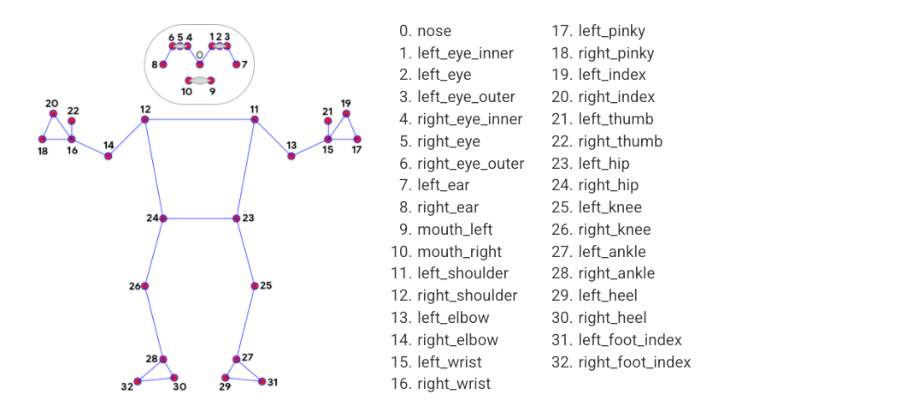 6 5 4 1 2 3
0
8 7
10 9
20 22 12 11 21 19
18 16 14 13 15 17
24 23
26 25
28 27
32 30 29 31
0. nose
1. left_eye_inner
2. left_eye
3. left_eye_outer
4. right_eye_inner
5. right_eye
6. right_eye_outer
7. left_ear
8. right_ear
9. mouth_left
10. mouth_right
11. left_shoulder
12. right_shoulder
13. left_elbow
14. right_elbow
15. left_wrist
16. right_wrist
17. left_pinky
18. right_pinky
19. left_index
20. right_index
21. left_thumb
22. right_thumb
23. left_hip
24. right_hip
25. left_knee
26. right_knee
27. left_ankle
28. right_ankle
29. left_heel
30. right_heel
31. left_foot_index
32. right_foot_index